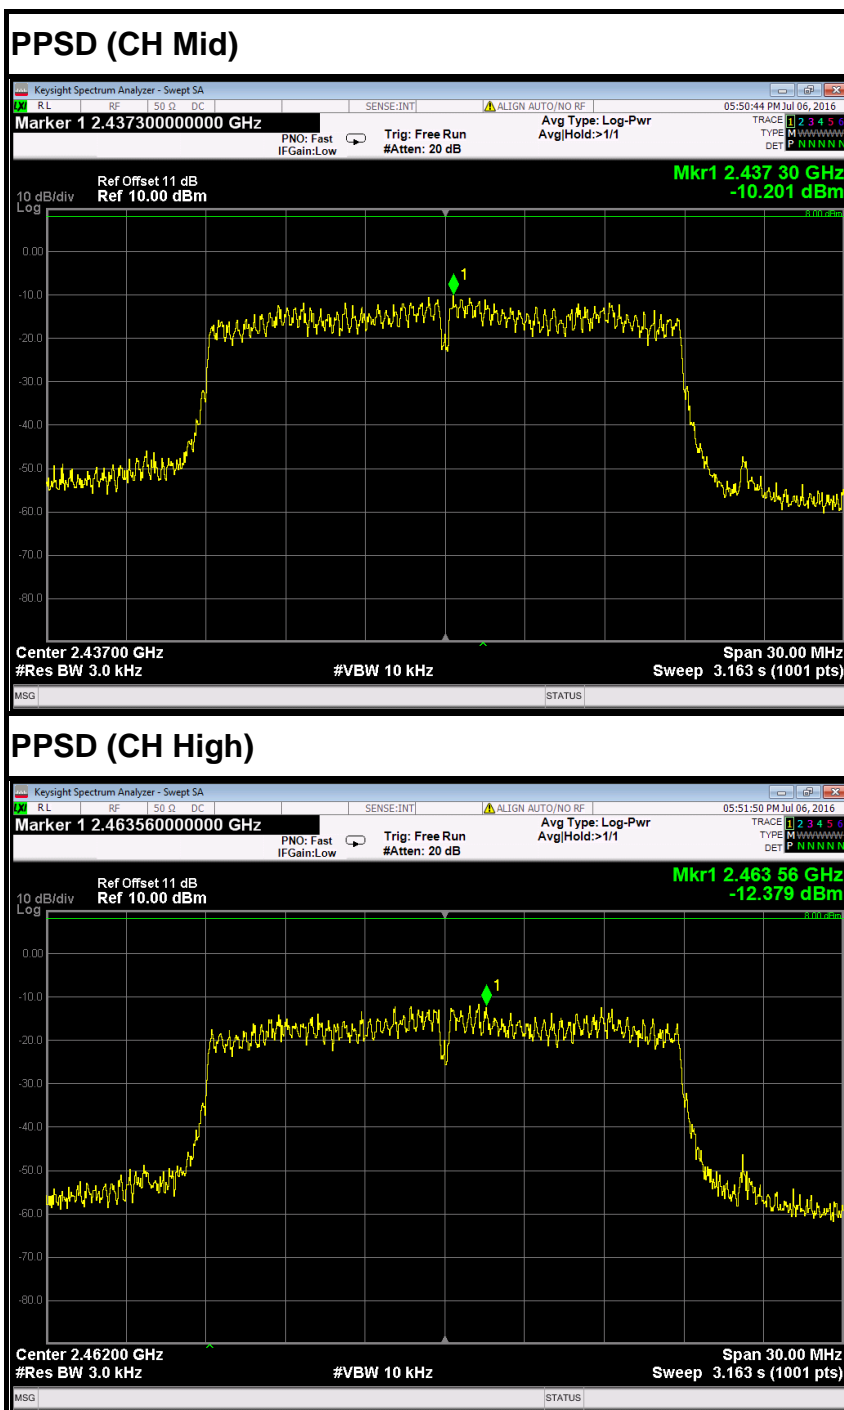 PPSD (CH Mid)
Keysight Spectrum Analyzer - Swept SA
LXI RL RF 50 Ω DC SENSE:INT ALIGN AUTO/NO RF 05:50:44 PM Jul 06, 2016
Marker 1 2.437300000000 GHz
PNO: Fast
IFGain:Low
Trig: Free Run
#Atten: 20 dB
Avg Type: Log-Pwr
Avg|Hold:>1/1
TRACE 1 2 3 4 5 6
TYPE M WWWWW
DET P N N N N N
Mkr1 2.437 30 GHz
-10.201 dBm
Ref Offset 11 dB
10 dB/div Ref 10.00 dBm
Log
8.00 dBm
0.00
1
-10.0
-20.0
-30.0
-40.0
-50.0
-60.0
-70.0
-80.0
Center 2.43700 GHz Span 30.00 MHz
#Res BW 3.0 kHz #VBW 10 kHz Sweep 3.163 s (1001 pts)
MSG STATUS
PPSD (CH High)
Keysight Spectrum Analyzer - Swept SA
LXI RL RF 50 Ω DC SENSE:INT ALIGN AUTO/NO RF 05:51:50 PM Jul 06, 2016
Marker 1 2.463560000000 GHz
PNO: Fast
IFGain:Low
Trig: Free Run
#Atten: 20 dB
Avg Type: Log-Pwr
Avg|Hold:>1/1
TRACE 1 2 3 4 5 6
TYPE M WWWWW
DET P N N N N N
Mkr1 2.463 56 GHz
-12.379 dBm
Ref Offset 11 dB
10 dB/div Ref 10.00 dBm
Log
8.00 dBm
0.00
1
-10.0
-20.0
-30.0
-40.0
-50.0
-60.0
-70.0
-80.0
Center 2.46200 GHz Span 30.00 MHz
#Res BW 3.0 kHz #VBW 10 kHz Sweep 3.163 s (1001 pts)
MSG STATUS